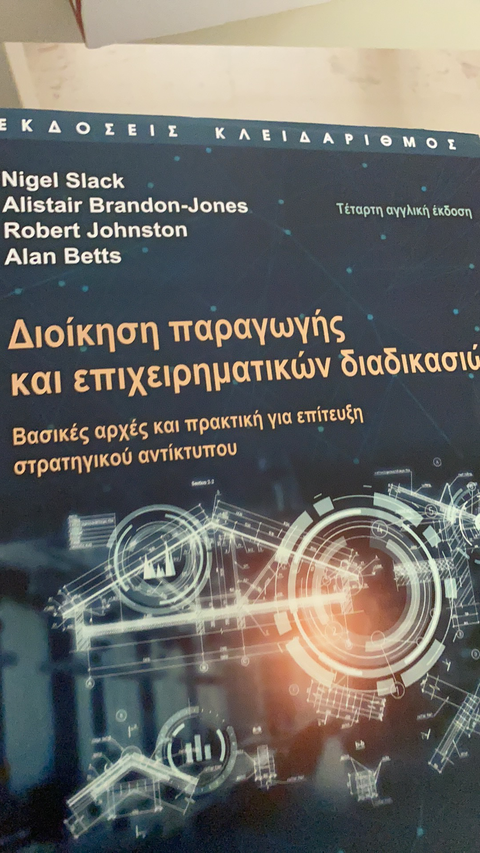 ΕΚΔΟΣΕΙΣ ΚΛΕΙΔΑΡΙΘΜΟΣ
Nigel Slack
Alistair Brandon-Jones
Robert Johnston
Alan Betts
Τέταρτη αγγλική έκδοση
Διοίκηση παραγωγής
και επιχειρηματικών διαδικασιώ
Βασικές αρχές και πρακτική για επίτευξη
στρατηγικού αντίκτυπου